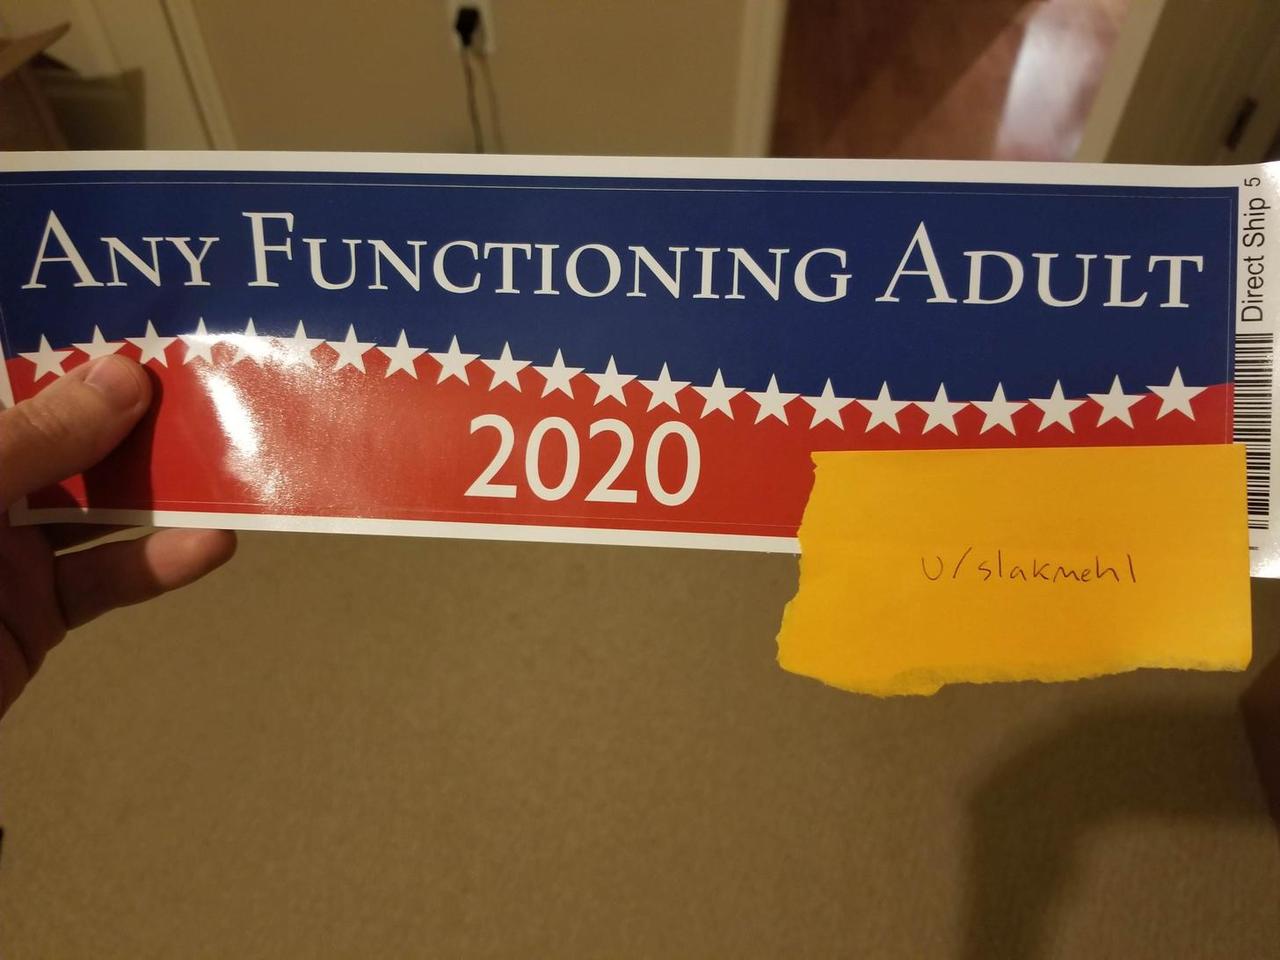 Any Functioning Adult
2020
Direct Ship 5
u/slakmehl